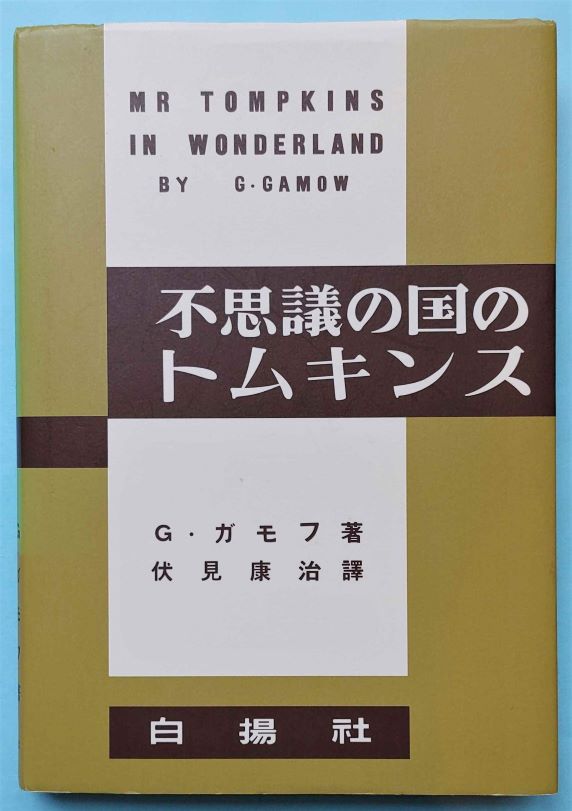 MR TOMPKINS
IN WONDERLAND
BY G·GAMOW
不思議の国の
トムキンス
G・ガモフ著
伏見康治譯
白揚社